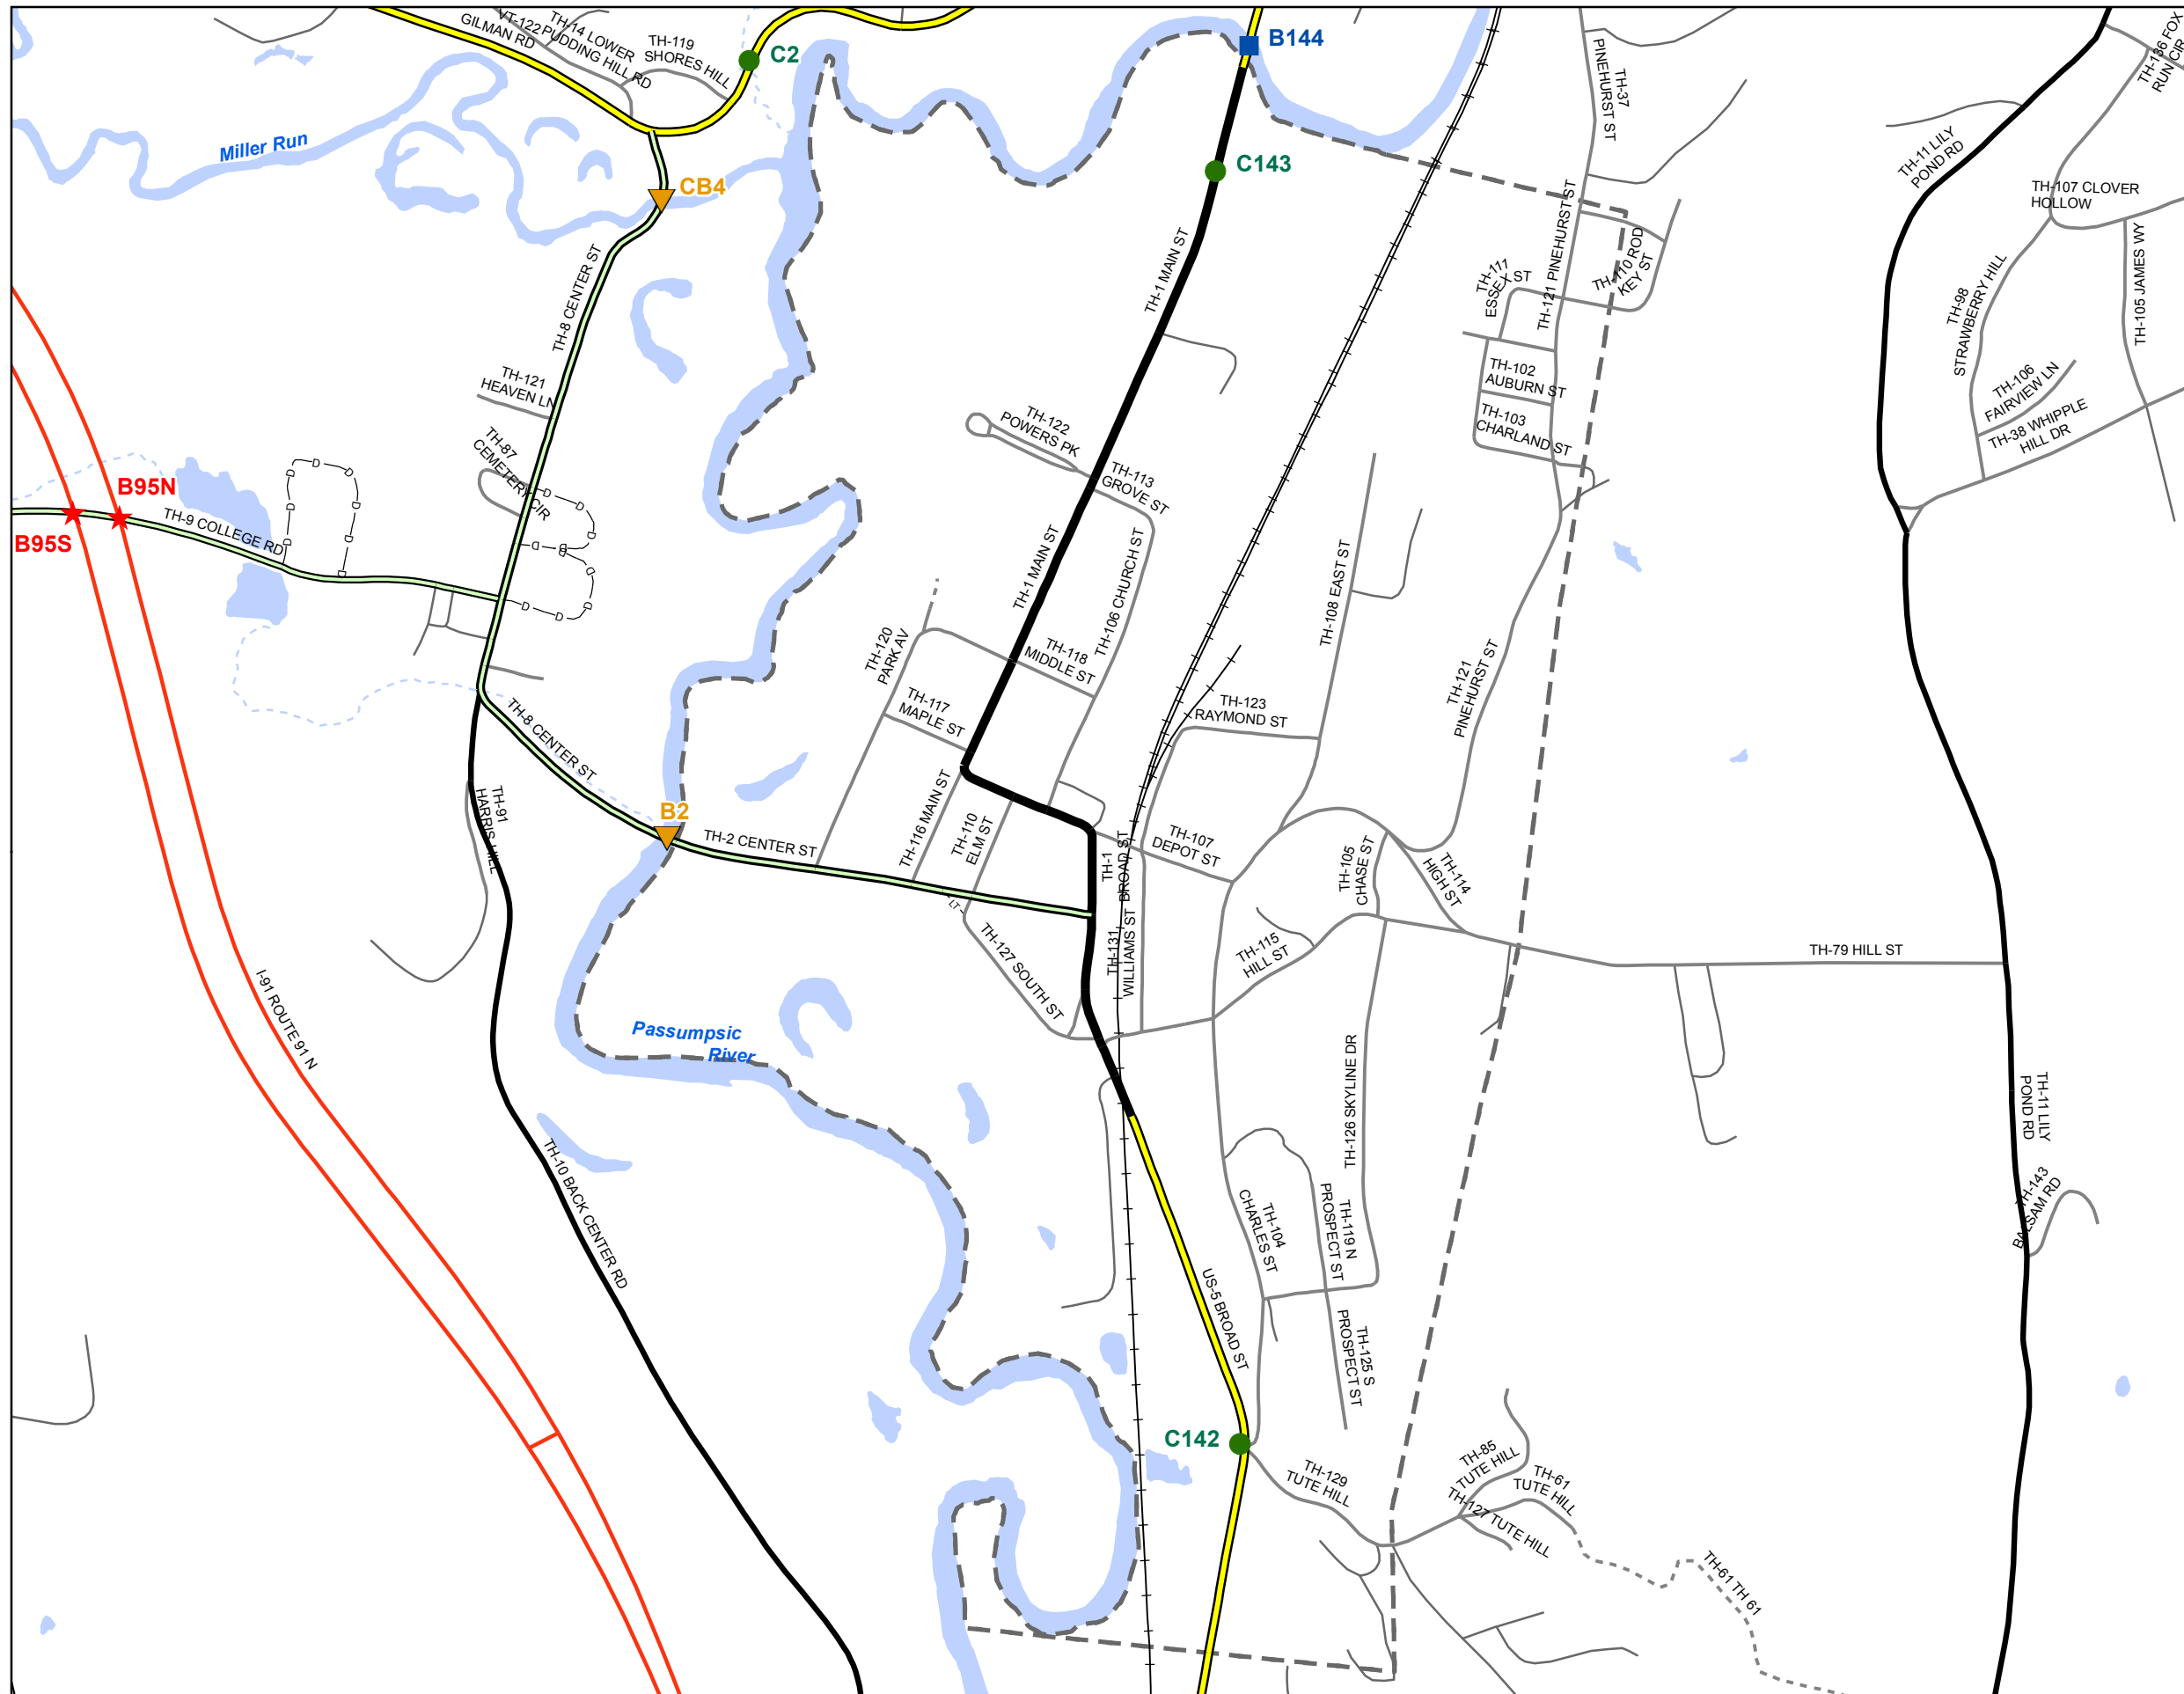 VT-122
GILMAN RD
TH-14 LOWER
PUDDING HILL RD
TH-119
SHORES HILL
C2
B144
TH-37
PINEHURST ST
TH-136 FOX
RUN CIR
Miller Run
CB4
C143
TH-11 LILY
POND RD
TH-107 CLOVER
HOLLOW
TH-8 CENTER ST
TH-1 MAIN ST
TH-111
ESSEX ST
TH-121 PINEHURST ST
TH-110 ROD
KEY ST
TH-98
STRAWBERRY HILL
TH-105 JAMES WY
TH-121
HEAVEN LN
TH-102
AUBURN ST
TH-106
FAIRVIEW LN
TH-103
CHARLAND ST
TH-38 WHIPPLE
HILL DR
TH-87
CEMETERY CIR
TH-122
POWERS PK
TH-113
GROVE ST
B95N
B95S
TH-9 COLLEGE RD
TH-1 MAIN ST
TH-106 CHURCH ST
TH-108 EAST ST
TH-120
PARK AV
TH-118
MIDDLE ST
TH-121
PINEHURST ST
TH-117
MAPLE ST
TH-123
RAYMOND ST
TH-8 CENTER ST
TH-91
HARRIS HILL
B2
TH-2 CENTER ST
TH-116 MAIN ST
TH-110
ELM ST
TH-1
BROAD ST
TH-107
DEPOT ST
TH-105
CHASE ST
TH-114
HIGH ST
LT
TH-127 SOUTH ST
TH-131
WILLIAMS ST
TH-115
HILL ST
TH-79 HILL ST
I-91 ROUTE 91 N
Passumpsic
River
TH-126 SKYLINE DR
TH-11 LILY
POND RD
TH-10 BACK CENTER RD
TH-104
CHARLES ST
TH-119 N
PROSPECT ST
TH-143
BALSAM RD
US-5 BROAD ST
TH-125 S
PROSPECT ST
C142
TH-129
TUTE HILL
TH-85
TUTE HILL
TH-61
TUTE HILL
TH-127 TUTE HILL
TH-61 TH 61